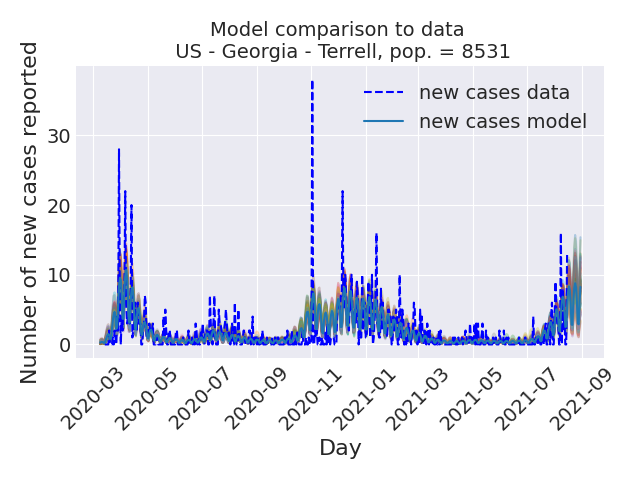 Model comparison to data
US - Georgia - Terrell, pop. = 8531
Number of new cases reported
new cases data
new cases model
30
20
10
0
2020-03
2020-05
2020-07
2020-09
2020-11
2021-01
2021-03
2021-05
2021-07
2021-09
Day